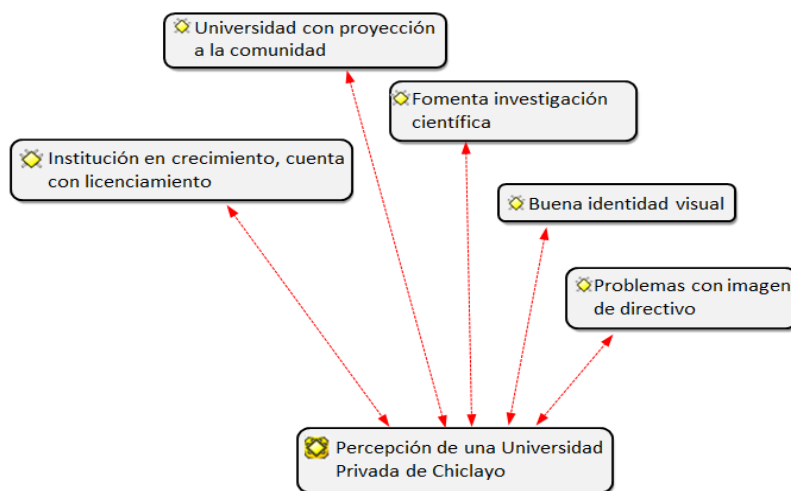 Universidad con proyección
a la comunidad
Fomenta investigación
científica
Institución en crecimiento, cuenta
con licenciamiento
Buena identidad visual
Problemas con imagen
de directivo
Percepción de una Universidad
Privada de Chiclayo